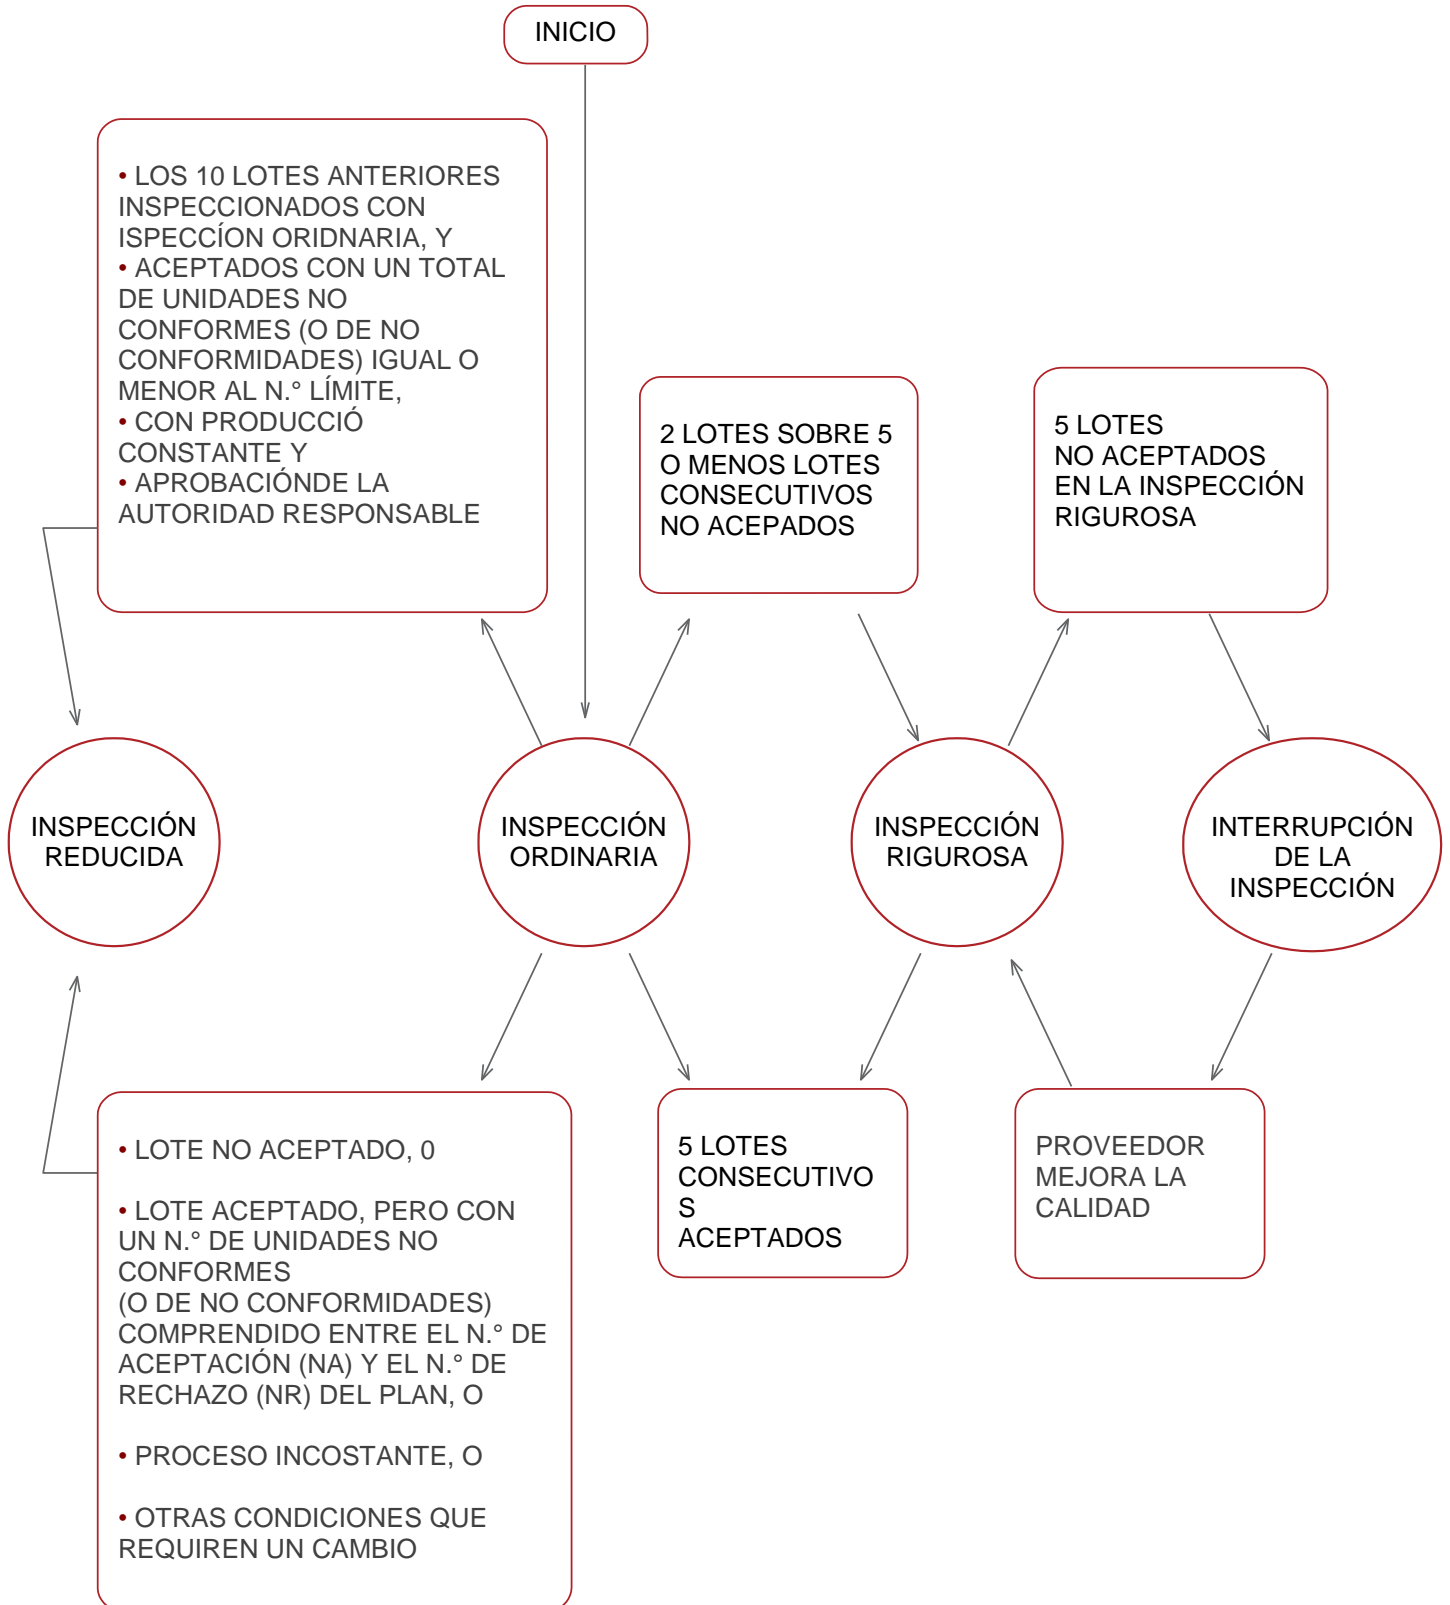 INICIO
• LOS 10 LOTES ANTERIORES
INSPECCIONADOS CON
ISPECCÍON ORIDNARIA, Y
• ACEPTADOS CON UN TOTAL
DE UNIDADES NO
CONFORMES (O DE NO
CONFORMIDADES) IGUAL O
MENOR AL N.° LÍMITE,
• CON PRODUCCIÓ
CONSTANTE Y
• APROBACIÓNDE LA
AUTORIDAD RESPONSABLE
2 LOTES SOBRE 5
O MENOS LOTES
CONSECUTIVOS
NO ACEPADOS
5 LOTES
NO ACEPTADOS
EN LA INSPECCIÓN
RIGUROSA
INSPECCIÓN
REDUCIDA
INSPECCIÓN
ORDINARIA
INSPECCIÓN
RIGUROSA
INTERRUPCIÓN
DE LA
INSPECCIÓN
• LOTE NO ACEPTADO, 0
• LOTE ACEPTADO, PERO CON
UN N.° DE UNIDADES NO
CONFORMES
(O DE NO CONFORMIDADES)
COMPRENDIDO ENTRE EL N.° DE
ACEPTACIÓN (NA) Y EL N.° DE
RECHAZO (NR) DEL PLAN, O
• PROCESO INCOSTANTE, O
• OTRAS CONDICIONES QUE
REQUIREN UN CAMBIO
5 LOTES
CONSECUTIVO
S
ACEPTADOS
PROVEEDOR
MEJORA LA
CALIDAD